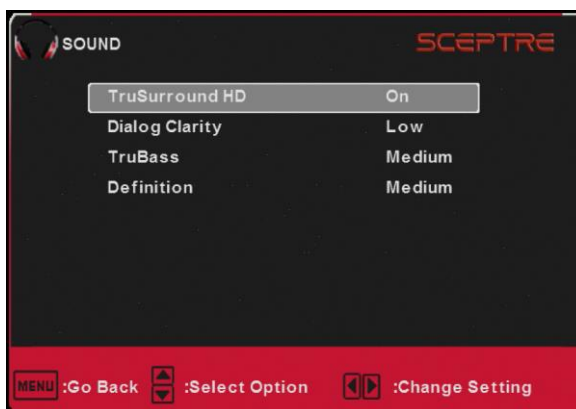 SOUND
SCEPTRE
TruSurround HD On
Dialog Clarity Low
TruBass Medium
Definition Medium
MENU :Go Back :Select Option :Change Setting